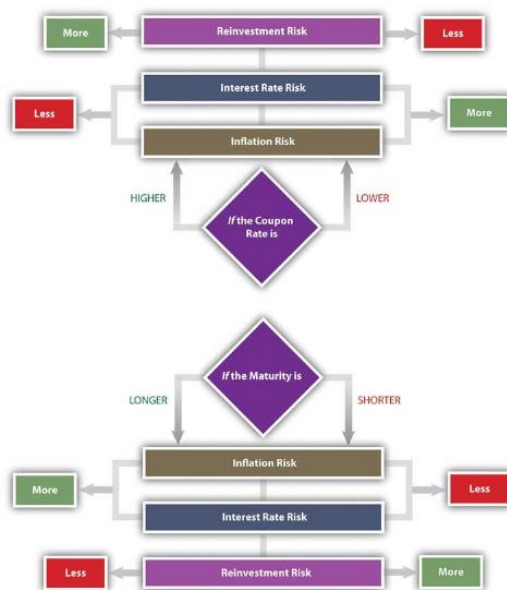 More
Reinvestment Risk
Less
Interest Rate Risk
Less
More
Inflation Risk
HIGHER
LOWER
If the Coupon
Rate is
If the Maturity is
LONGER
SHORTER
Inflation Risk
More
Less
Interest Rate Risk
Less
Reinvestment Risk
More